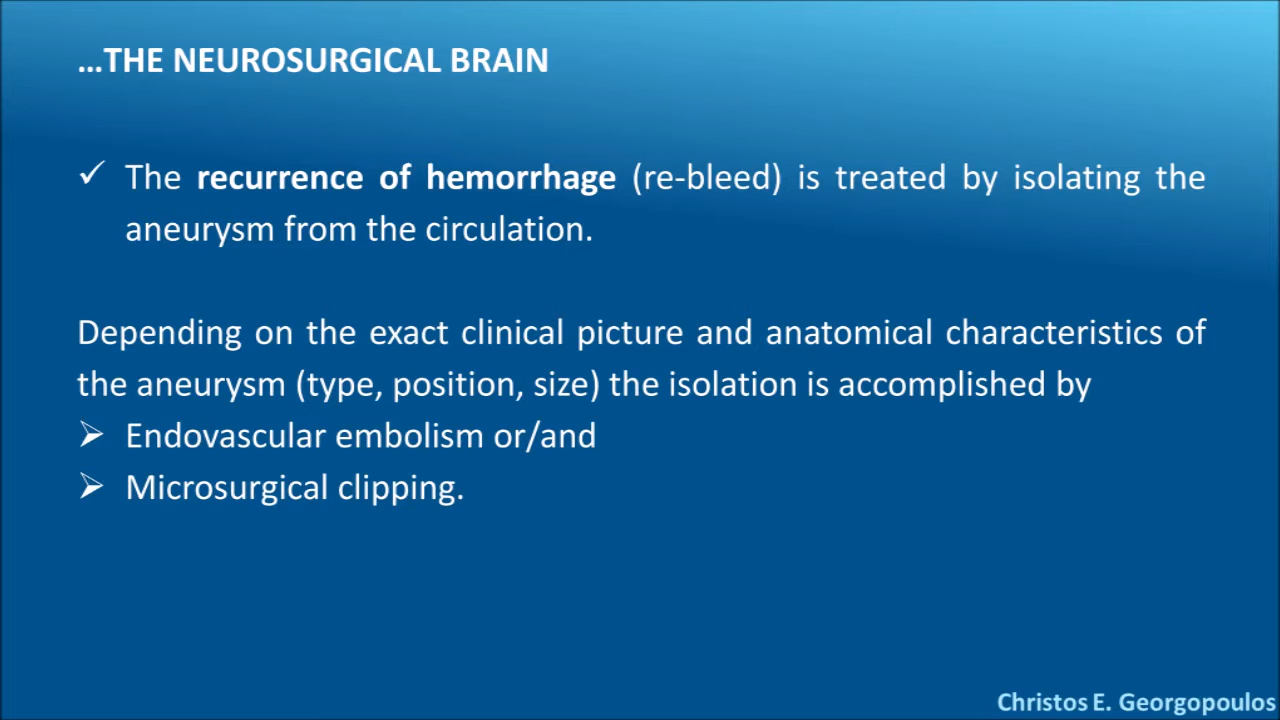 …THE NEUROSURGICAL BRAIN
✓ The recurrence of hemorrhage (re-bleed) is treated by isolating the
aneurysm from the circulation.
Depending on the exact clinical picture and anatomical characteristics of
the aneurysm (type, position, size) the isolation is accomplished by
➢ Endovascular embolism or/and
➢ Microsurgical clipping.
Christos E. Georgopoulos